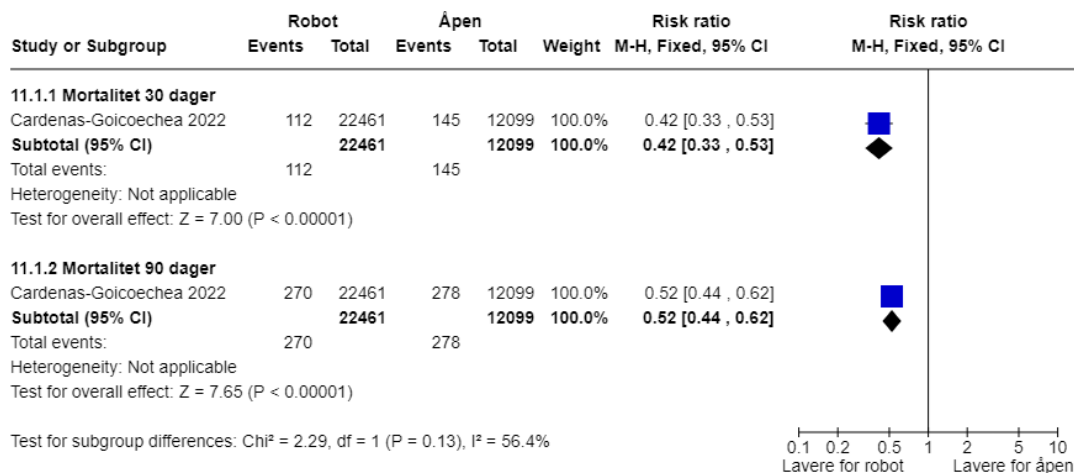 Robot Åpen Risk ratio Risk ratio
Study or Subgroup Events Total Events Total Weight M-H, Fixed, 95% CI M-H, Fixed, 95% CI
11.1.1 Mortalitet 30 dager
Cardenas-Goicoechea 2022 112 22461 145 12099 100.0% 0.42 [0.33 , 0.53]
Subtotal (95% CI) 22461 12099 100.0% 0.42 [0.33 , 0.53]
Total events: 112 145
Heterogeneity: Not applicable
Test for overall effect: Z = 7.00 (P < 0.00001)
11.1.2 Mortalitet 90 dager
Cardenas-Goicoechea 2022 270 22461 278 12099 100.0% 0.52 [0.44 , 0.62]
Subtotal (95% CI) 22461 12099 100.0% 0.52 [0.44 , 0.62]
Total events: 270 278
Heterogeneity: Not applicable
Test for overall effect: Z = 7.65 (P < 0.00001)
Test for subgroup differences: Chi² = 2.29, df = 1 (P = 0.13), I² = 56.4%
0.1 0.2 0.5 1 2 5 10
Lavere for robot Lavere for åpen